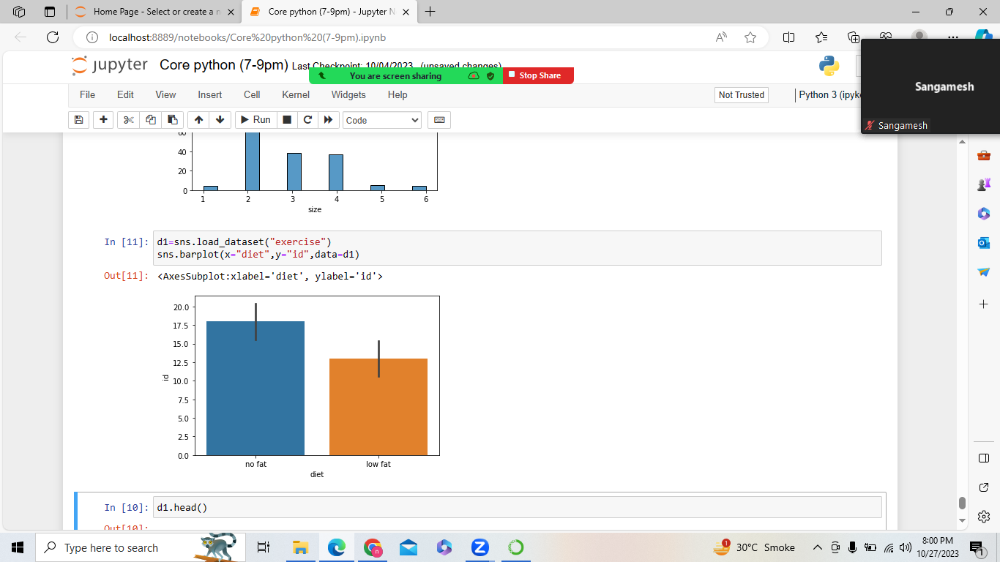 Home Page - Select or create a n
Core python (7-9pm) - Jupyter N
localhost:8889/notebooks/Core%20python%20(7-9pm).ipynb
jupyter Core python (7-9pm) Last Checkpoint: 10/04/2023 (unsaved changes)
You are screen sharing Stop Share
Sangamesh
Sangamesh
File Edit View Insert Cell Kernel Widgets Help
Not Trusted Python 3 (ipyke
Run Code
60
40
20
0
1 2 3 4 5 6
size
In [11]: d1=sns.load_dataset("exercise")
sns.barplot(x="diet",y="id",data=d1)
Out[11]: <AxesSubplot:xlabel='diet', ylabel='id'>
20.0
17.5
15.0
12.5
id
10.0
7.5
5.0
2.5
0.0
no fat low fat
diet
In [10]: d1.head()
Out[10]:
Type here to search
n
1
30°C Smoke
8:00 PM
10/27/2023
1